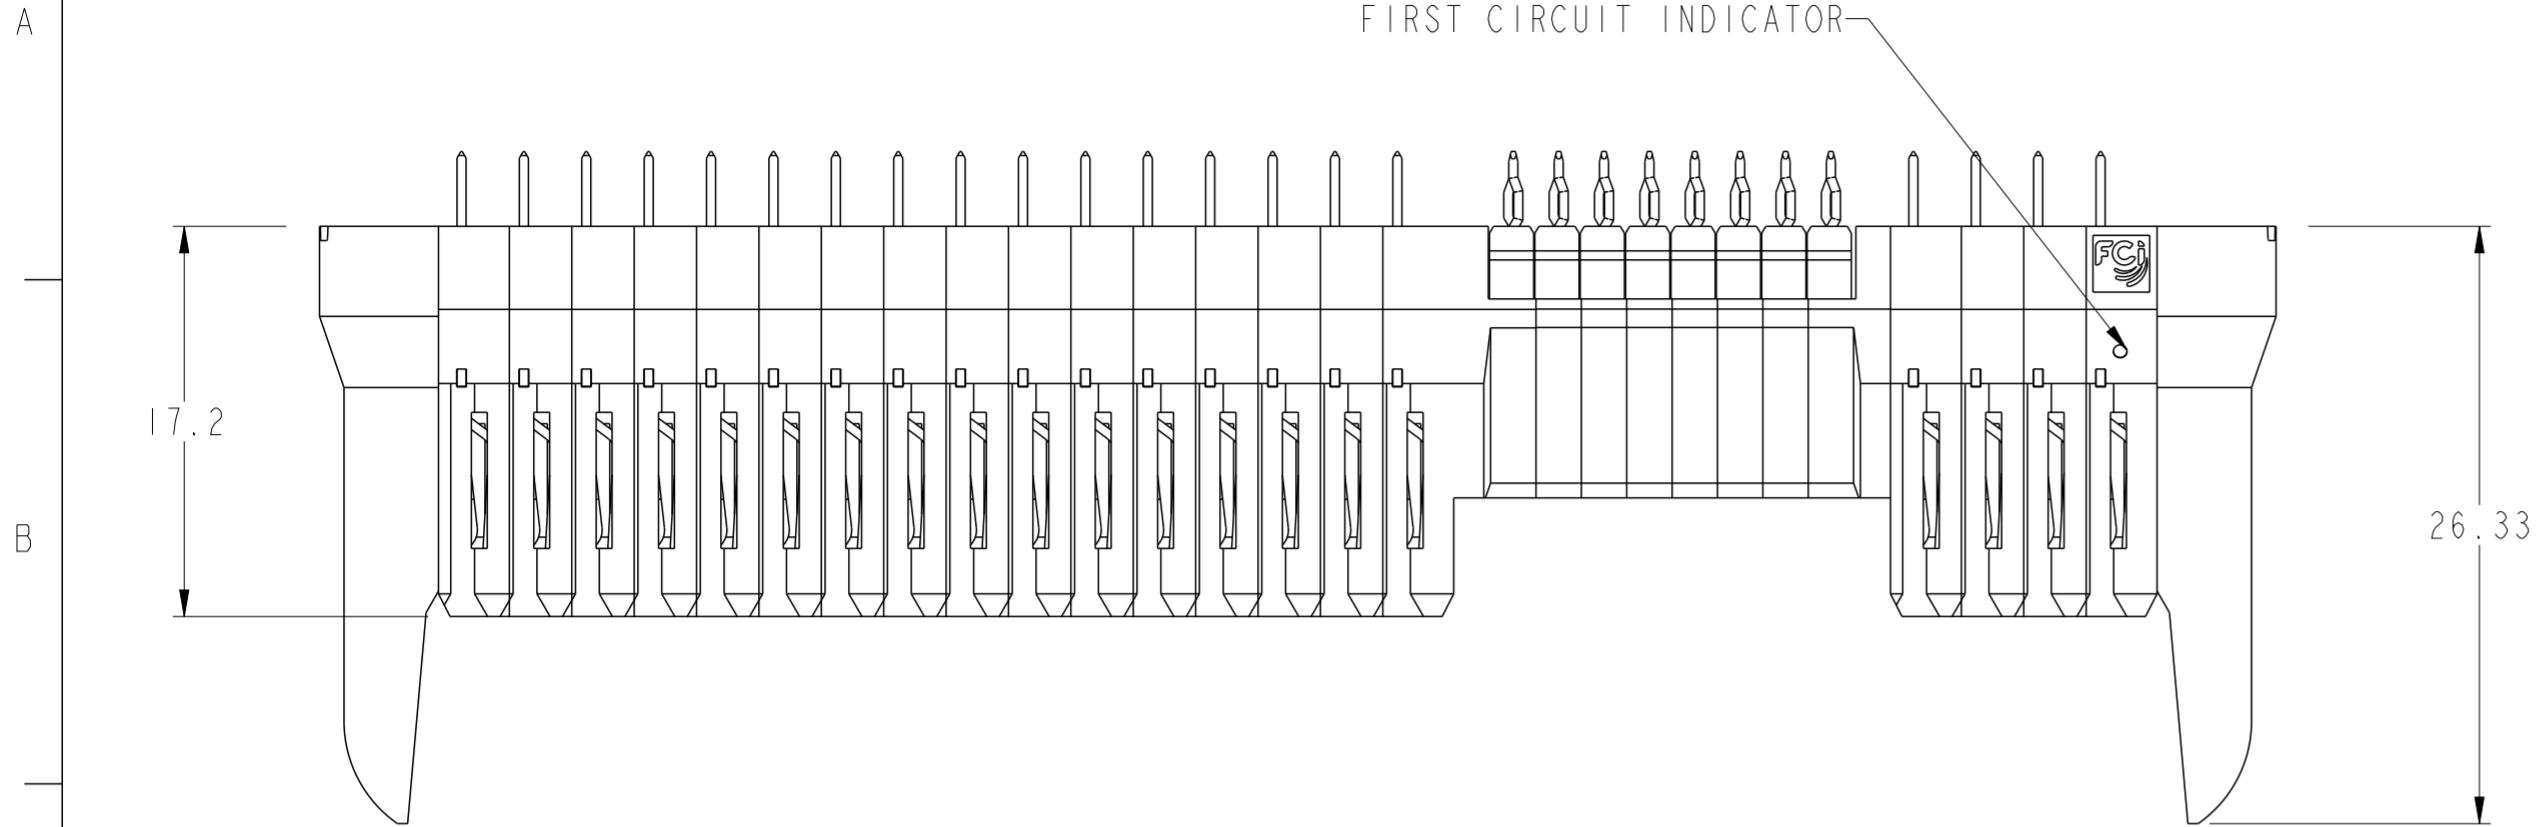 A
FIRST CIRCUIT INDICATOR
FCi
17.2
B
26.33